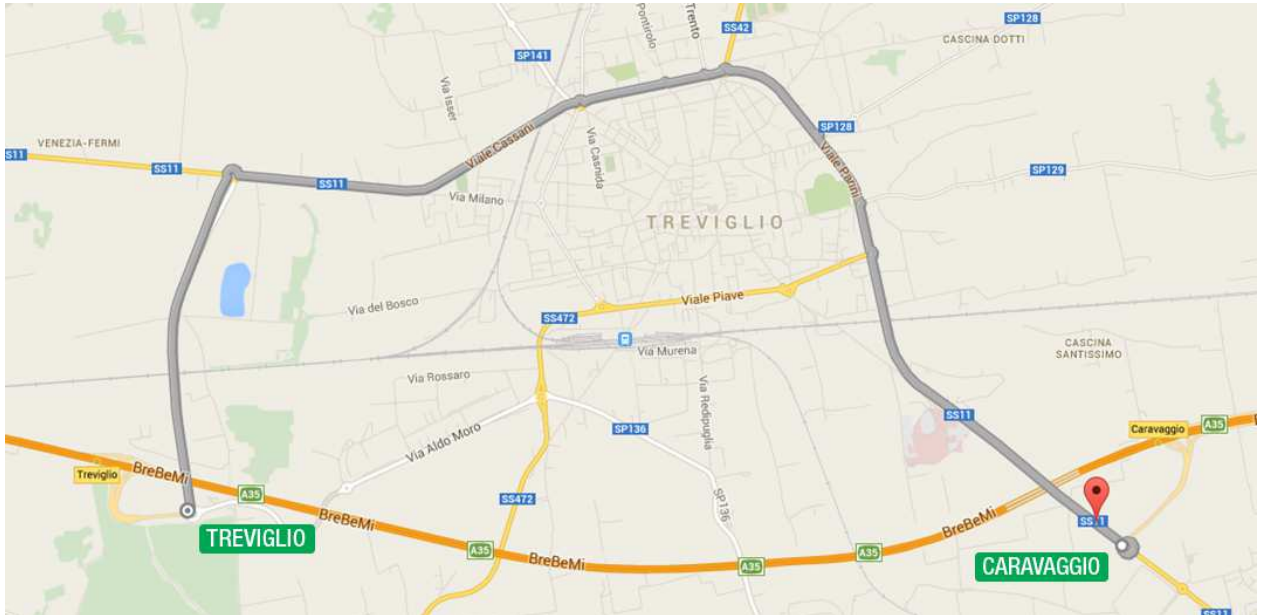 Pontirolo
Trento
SS42
SP128
CASCINA DOTTI
SP141
Via Isser
SP128
VENEZIA-FERMI
SS11
SS11
SS11
Viale Cassani
Via Casnida
Viale Parini
SP129
Via Milano
TREVIGLIO
Via del Bosco
Viale Piave
SS472
Via Murena
CASCINA
SANTISSIMO
Via Rossaro
Via Redipuglia
SS11
Via Aldo Moro
SP136
Caravaggio
A35
Treviglio
BreBeMi
A35
SS472
SP136
BreBeMi
BreBeMi
SS11
TREVIGLIO
A35
BreBeMi
A35
A35
CARAVAGGIO
SS11